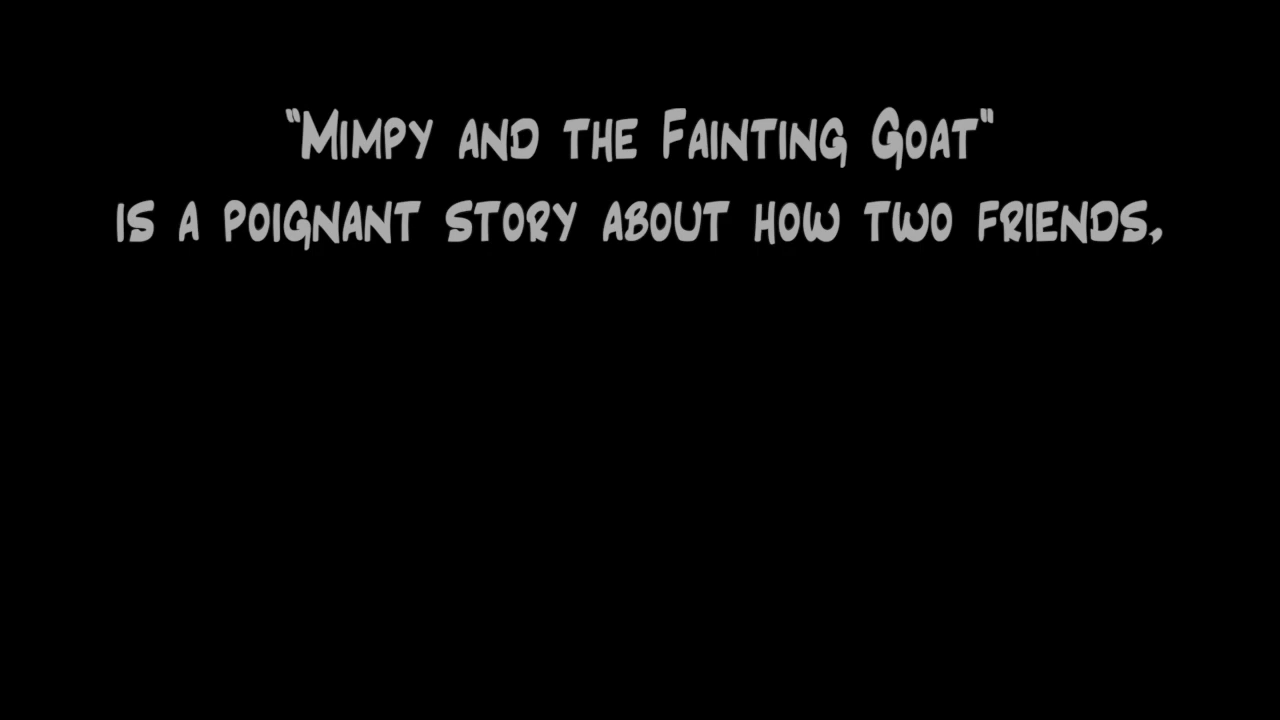 "Mimpy and the Fainting Goat"
is a poignant story about how two friends,